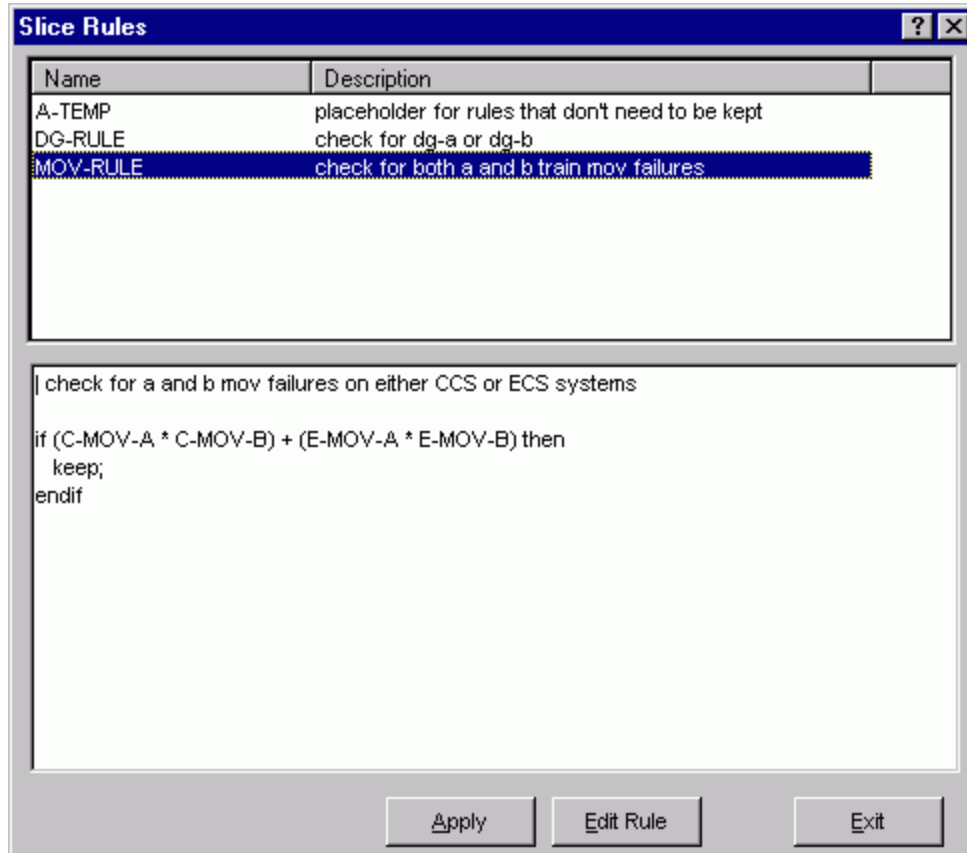 Slice Rules
Name Description
A-TEMP placeholder for rules that don't need to be kept
DG-RULE check for dg-a or dg-b
MOV-RULE check for both a and b train mov failures
| check for a and b mov failures on either CCS or ECS systems
if (C-MOV-A * C-MOV-B) + (E-MOV-A * E-MOV-B) then
keep;
endif
Apply Edit Rule Exit